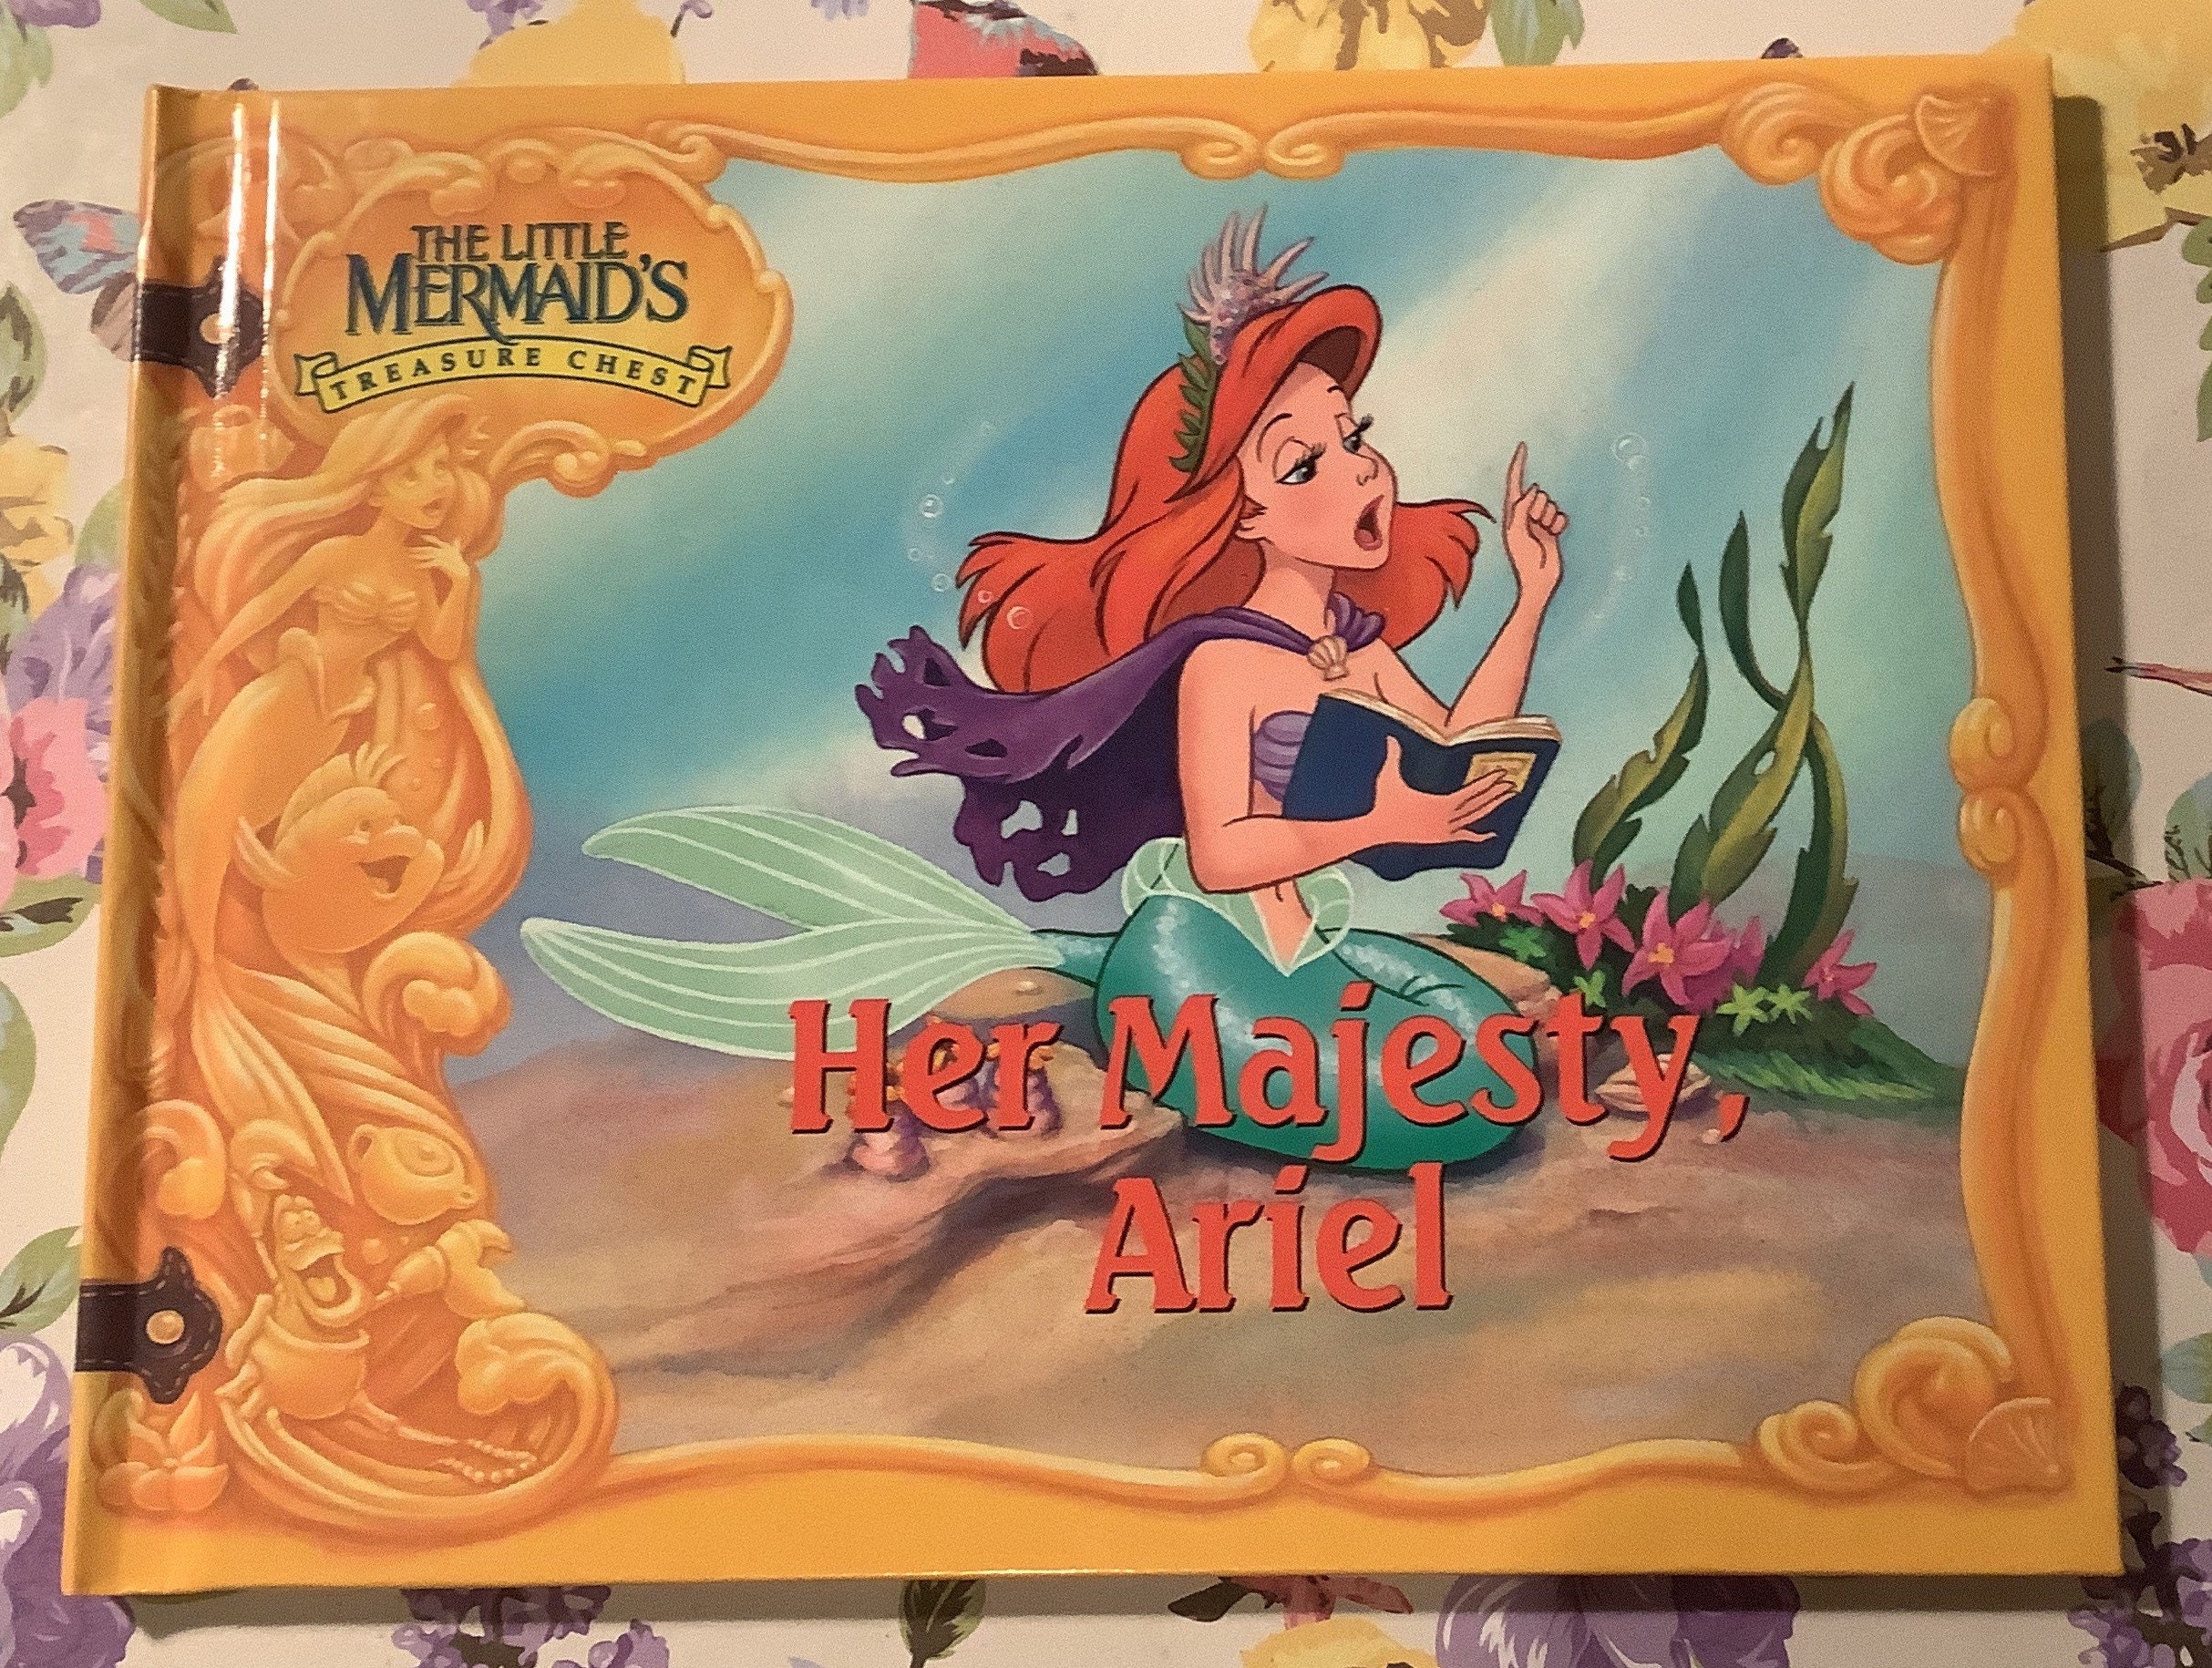 THE LITTLE
MERMAID'S
TREASURE CHEST
Her Majesty,
Ariel